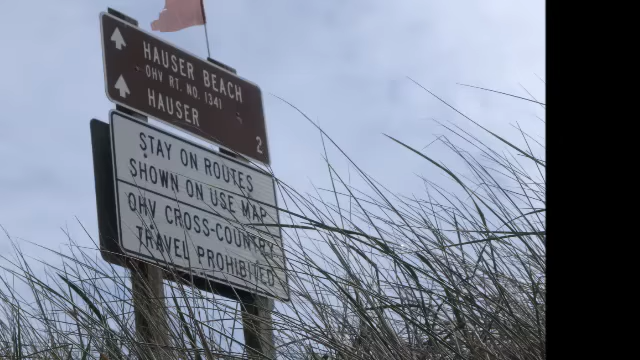 HAUSER BEACH
OHV RT. NO. 1341
HAUSER 2
STAY ON ROUTES
SHOWN ON USE MAP
OHV CROSS-COUNTRY
TRAVEL PROHIBITED